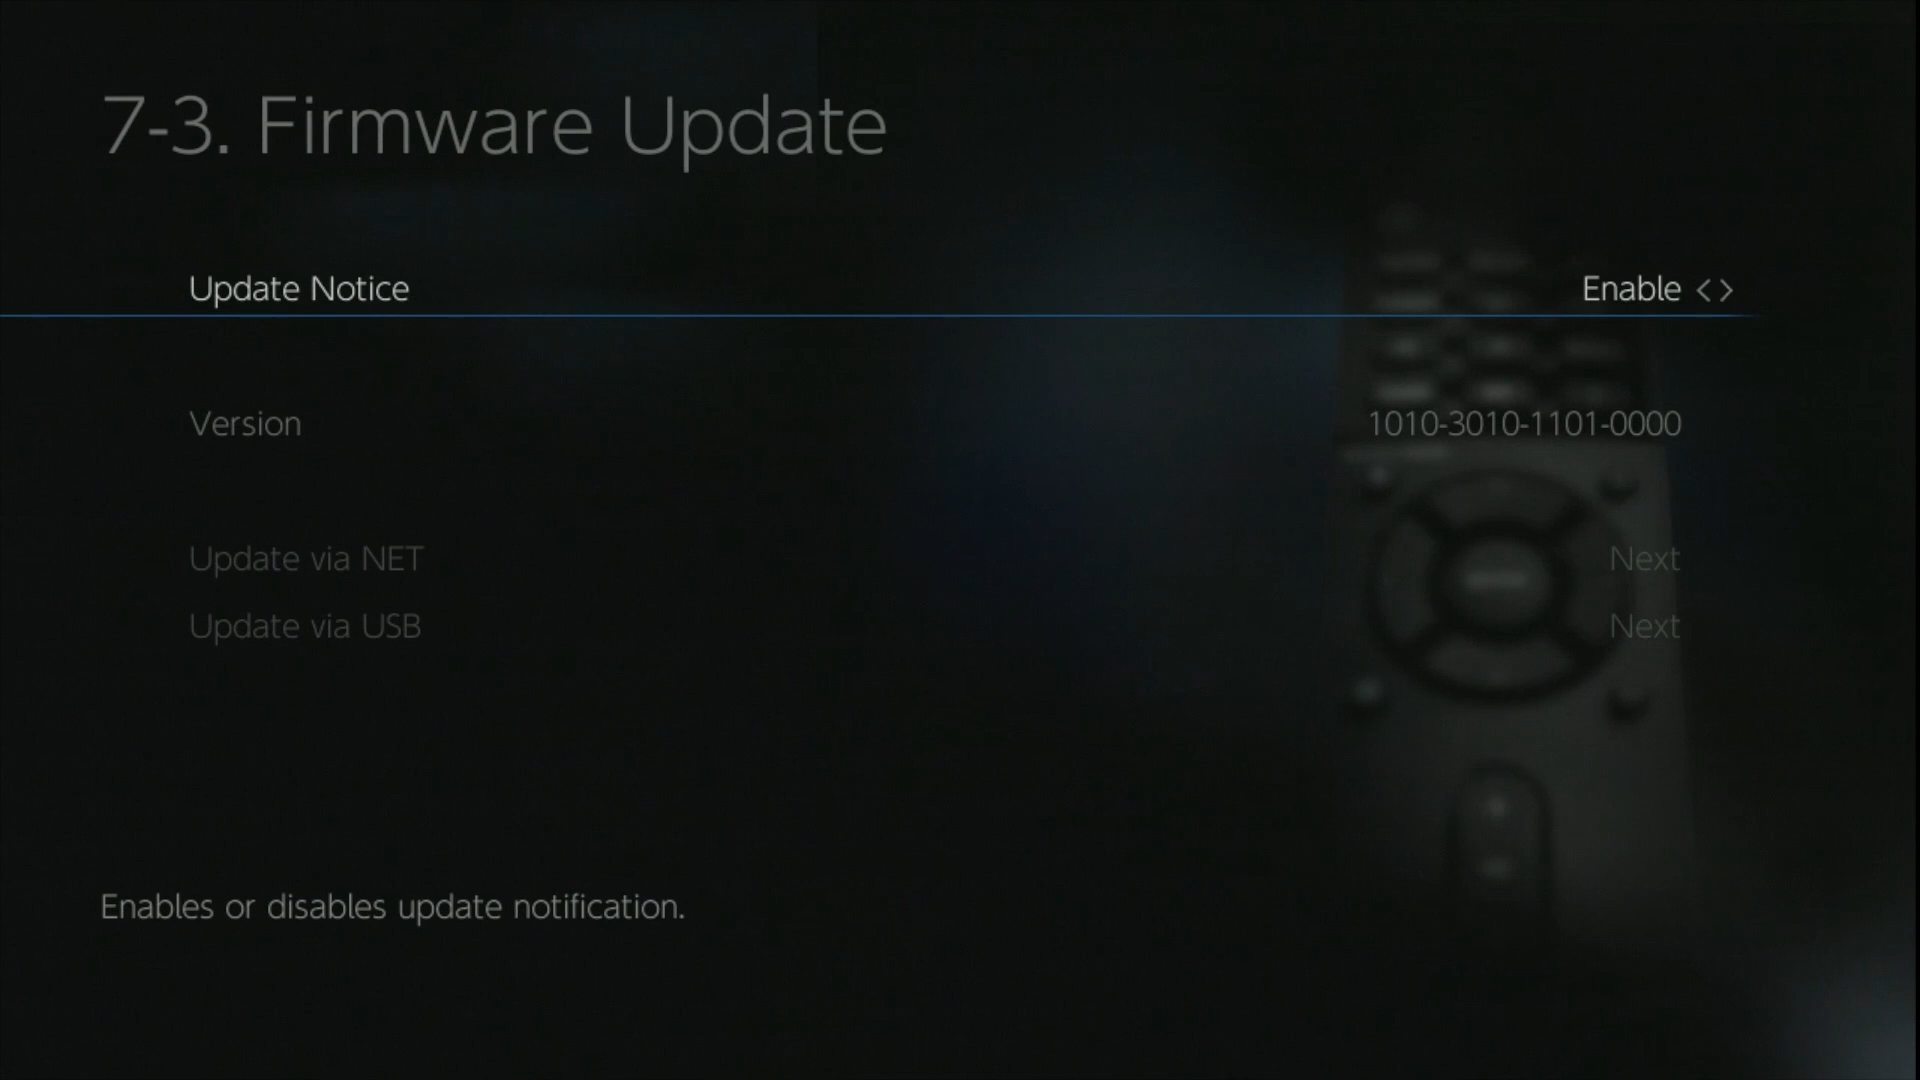 7-3. Firmware Update
Update Notice Enable <>
Version 1010-3010-1101-0000
Update via NET Next
Update via USB Next
Enables or disables update notification.